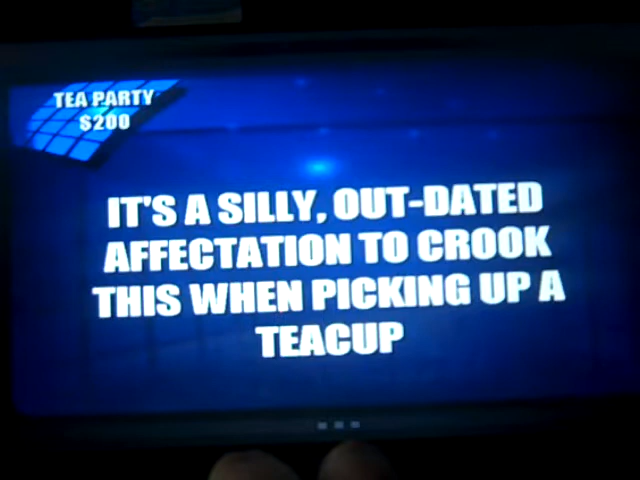 TEA PARTY
$200
IT'S A SILLY, OUT-DATED
AFFECTATION TO CROOK
THIS WHEN PICKING UP A
TEACUP